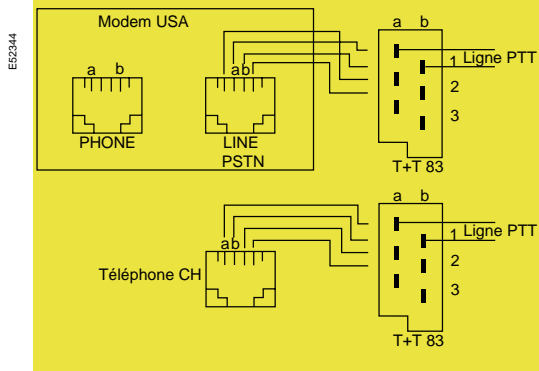 E52344
Modem USA
a b
PHONE
ab
LINE
PSTN
a b
1 Ligne PTT
2
3
T+T 83
ab
Téléphone CH
a b
1 Ligne PTT
2
3
T+T 83